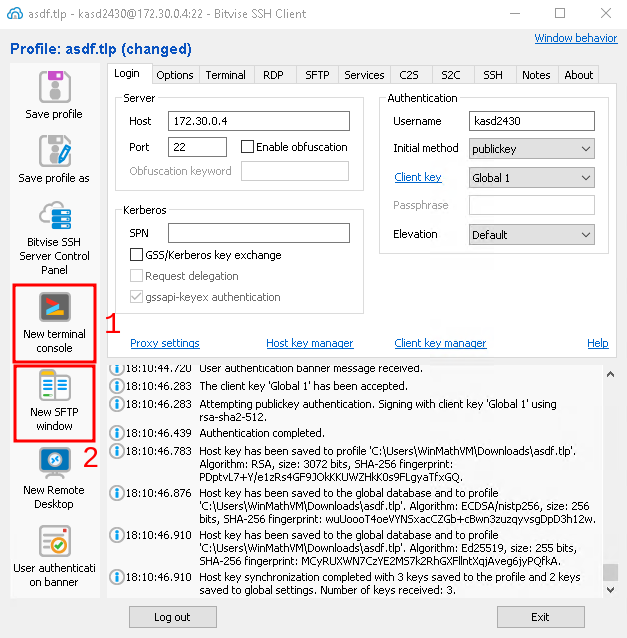 asdf.tlp - kasd2430@172.30.0.4:22 - Bitvise SSH Client
Profile: asdf.tlp (changed)
Window behavior
Save profile
Save profile as
Bitvise SSH
Server Control
Panel
New terminal
console
1
New SFTP
window
2
New Remote
Desktop
User authenticati
on banner
Login Options Terminal RDP SFTP Services C2S S2C SSH Notes About
Server
Host 172.30.0.4
Port 22 Enable obfuscation
Obfuscation keyword
Kerberos
SPN
GSS/Kerberos key exchange
Request delegation
gssapi-keyex authentication
Authentication
Username kasd2430
Initial method publickey
Client key Global 1
Passphrase
Elevation Default
Proxy settings Host key manager Client key manager Help
18:10:44.720 User authentication banner message received.
18:10:46.283 The client key 'Global 1' has been accepted.
18:10:46.283 Attempting publickey authentication. Signing with client key 'Global 1' using
rsa-sha2-512.
18:10:46.439 Authentication completed.
18:10:46.783 Host key has been saved to profile 'C:\Users\WinMathVM\Downloads\asdf.tlp'.
Algorithm: RSA, size: 3072 bits, SHA-256 fingerprint:
PDptvL7+Y/e1zRs4GF9JOkKKUWZHkK0s9FLgyaTfxGQ.
18:10:46.876 Host key has been saved to the global database and to profile
'C:\Users\WinMathVM\Downloads\asdf.tlp'. Algorithm: ECDSA/nistp256, size: 256
bits, SHA-256 fingerprint: wuUoooT4oeVYNSxacCZGb+cBwn3zuzqyvsgDpD3h12w.
18:10:46.910 Host key has been saved to the global database and to profile
'C:\Users\WinMathVM\Downloads\asdf.tlp'. Algorithm: Ed25519, size: 255 bits,
SHA-256 fingerprint: MCyRUXWN7CzYE2MS7k2RhGXFllntXqjAveg6jyPQfkA.
18:10:46.910 Host key synchronization completed with 3 keys saved to the profile and 2 keys
saved to global settings. Number of keys received: 3.
Log out Exit